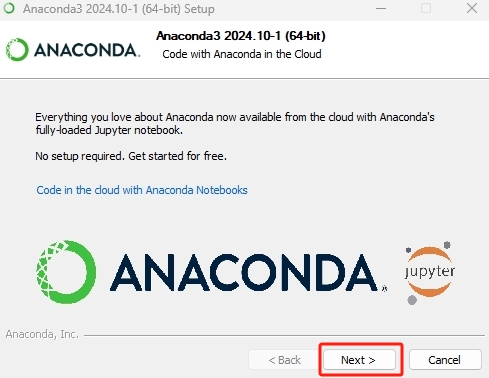 Anaconda3 2024.10-1 (64-bit) Setup
ANACONDA.
Anaconda3 2024.10-1 (64-bit)
Code with Anaconda in the Cloud
Everything you love about Anaconda now available from the cloud with Anaconda's
fully-loaded Jupyter notebook.
No setup required. Get started for free.
Code in the cloud with Anaconda Notebooks
ANACONDA®
jupyter
Anaconda, Inc.
< Back
Next >
Cancel